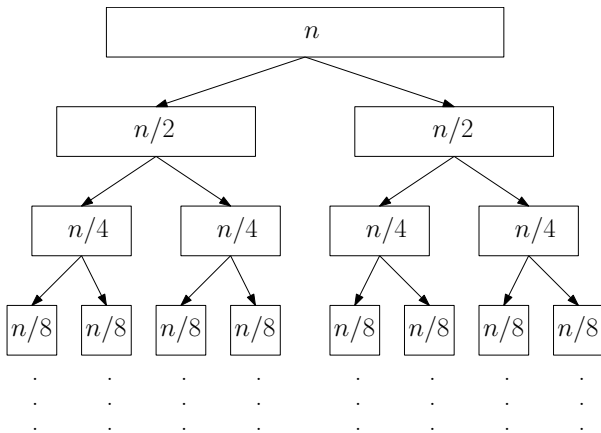 n
n/2 n/2
n/4 n/4 n/4 n/4
n/8 n/8 n/8 n/8 n/8 n/8 n/8 n/8
. . . . . . . .
. . . . . . . .
. . . . . . . .